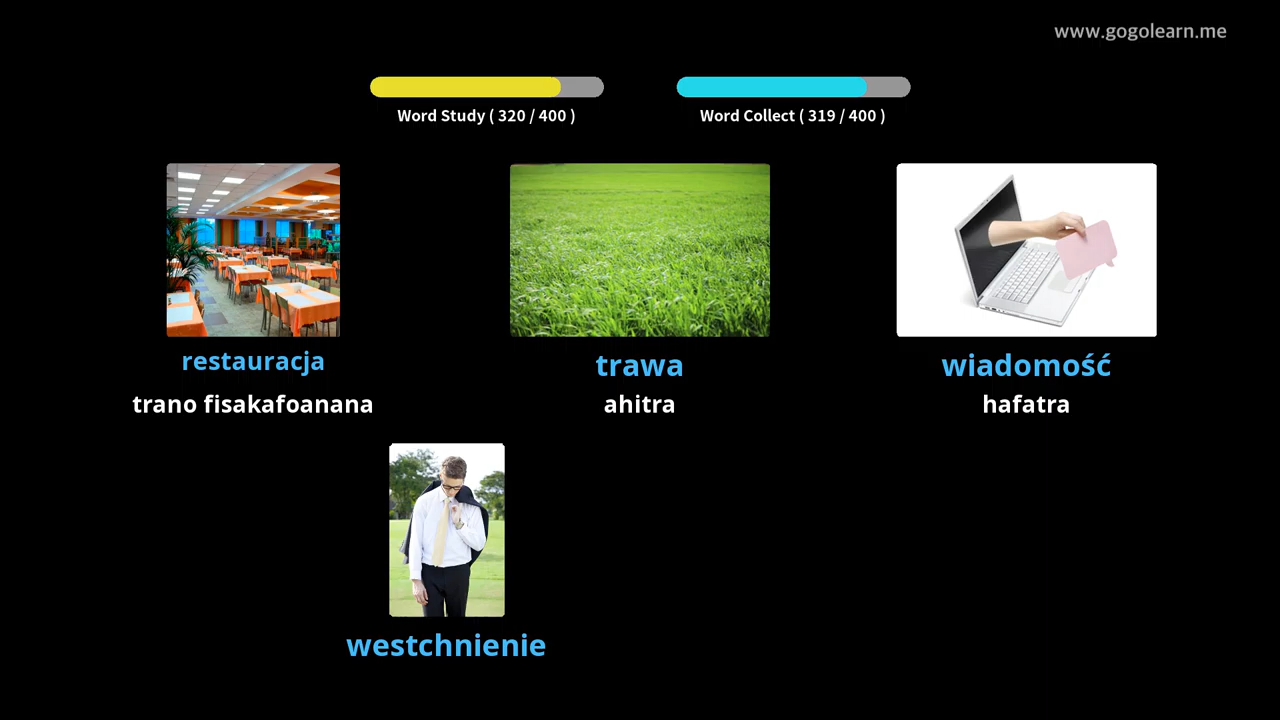 www.gogolearn.me
Word Study ( 320 / 400 )
Word Collect ( 319 / 400 )
restauracja
trawa
wiadomość
trano fisakafoanana
ahitra
hafatra
westchnienie